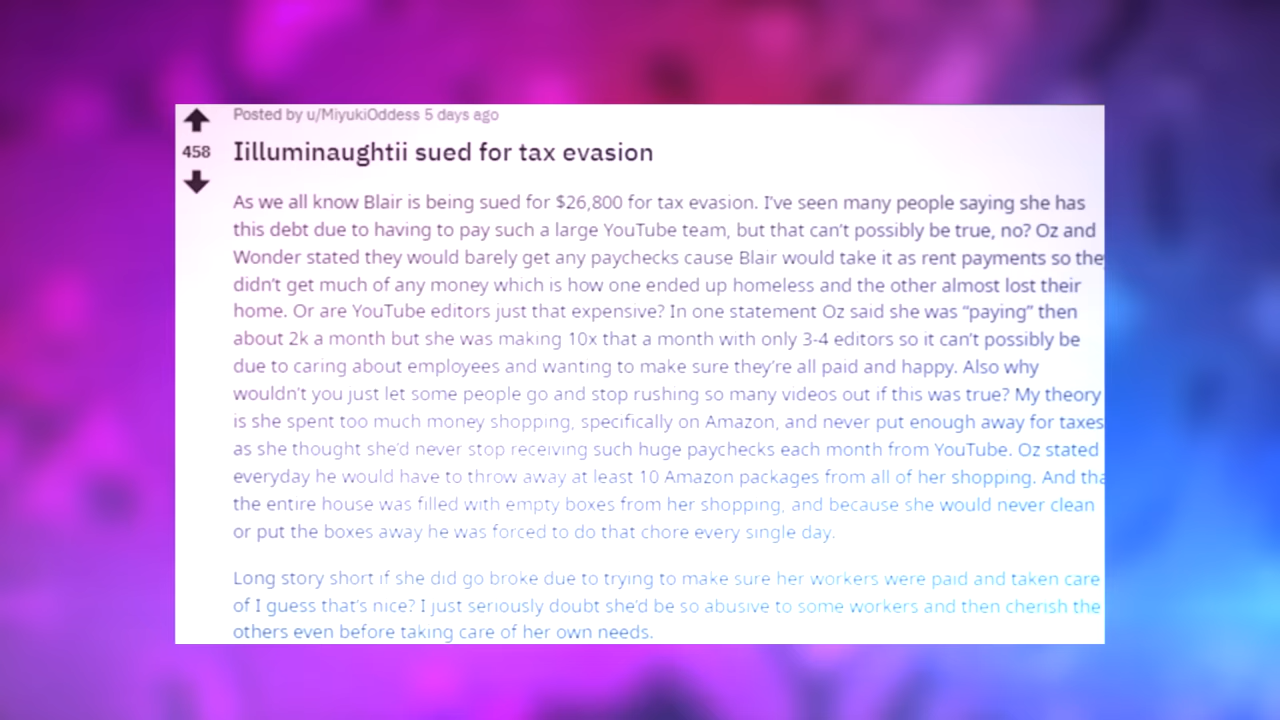 Posted by u/MiyukiOddess 5 days ago
458
Iilluminaughtii sued for tax evasion
As we all know Blair is being sued for $26,800 for tax evasion. I've seen many people saying she has
this debt due to having to pay such a large YouTube team, but that can't possibly be true, no? Oz and
Wonder stated they would barely get any paychecks cause Blair would take it as rent payments so they
didn't get much of any money which is how one ended up homeless and the other almost lost their
home. Or are YouTube editors just that expensive? In one statement Oz said she was “paying” then
about 2k a month but she was making 10x that a month with only 3-4 editors so it can't possibly be
due to caring about employees and wanting to make sure they're all paid and happy. Also why
wouldn't you just let some people go and stop rushing so many videos out if this was true? My theory
is she spent too much money shopping, specifically on Amazon, and never put enough away for taxes
as she thought she'd never stop receiving such huge paychecks each month from YouTube. Oz stated
everyday he would have to throw away at least 10 Amazon packages from all of her shopping. And tha
the entire house was filled with empty boxes from her shopping, and because she would never clean
or put the boxes away he was forced to do that chore every single day.
Long story short if she did go broke due to trying to make sure her workers were paid and taken care
of I guess that's nice? I just seriously doubt she'd be so abusive to some workers and then cherish the
others even before taking care of her own needs.